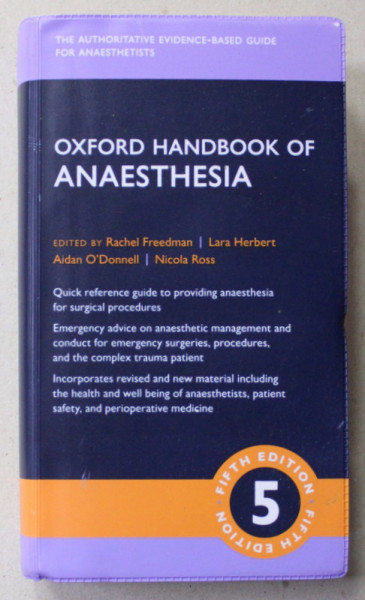 THE AUTHORITATIVE EVIDENCE-BASED GUIDE
FOR ANAESTHETISTS
OXFORD HANDBOOK OF
ANAESTHESIA
EDITED BY Rachel Freedman | Lara Herbert
Aidan O'Donnell | Nicola Ross
Quick reference guide to providing anaesthesia
for surgical procedures
Emergency advice on anaesthetic management and
conduct for emergency surgeries, procedures,
and the complex trauma patient
Incorporates revised and new material including
the health and well being of anaesthetists, patient
safety, and perioperative medicine
FIFTH EDITION
5
FIFTH EDITION